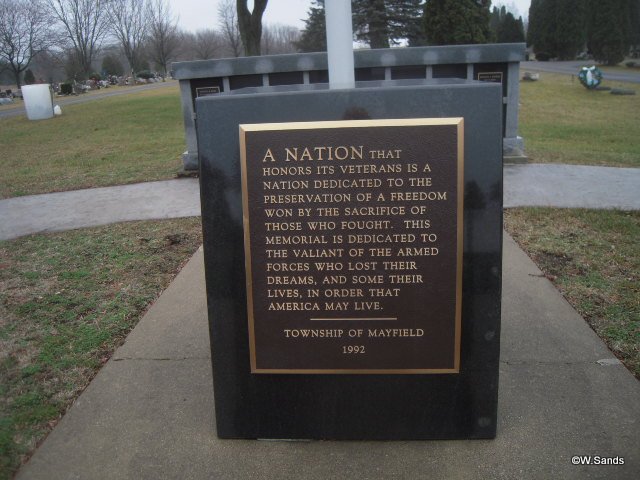 A NATION THAT
HONORS ITS VETERANS IS A
NATION DEDICATED TO THE
PRESERVATION OF A FREEDOM
WON BY THE SACRIFICE OF
THOSE WHO FOUGHT. THIS
MEMORIAL IS DEDICATED TO
THE VALIANT OF THE ARMED
FORCES WHO LOST THEIR
DREAMS, AND SOME THEIR
LIVES, IN ORDER THAT
AMERICA MAY LIVE.
TOWNSHIP OF MAYFIELD
1992
©W.Sands